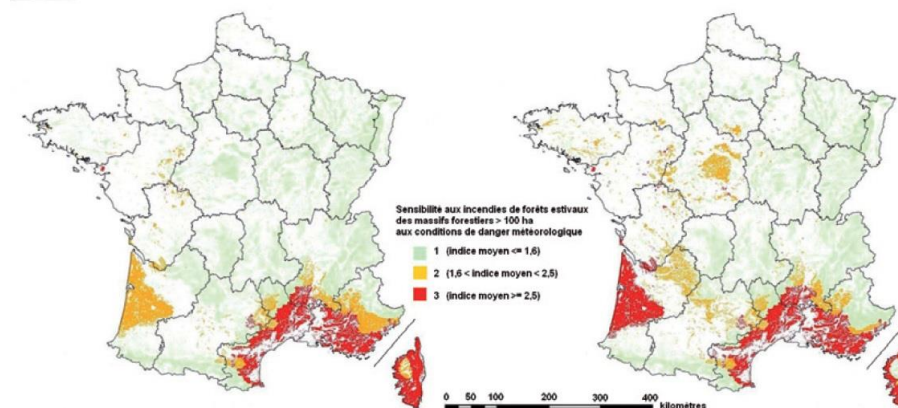 Sensibilité aux incendies de forêts estivaux
des massifs forestiers > 100 ha
aux conditions de danger météorologique
1 (indice moyen <= 1,6)
2 (1,6 < indice moyen < 2,5)
3 (indice moyen >= 2,5)
0 50 100 200 300 400
kilomètres